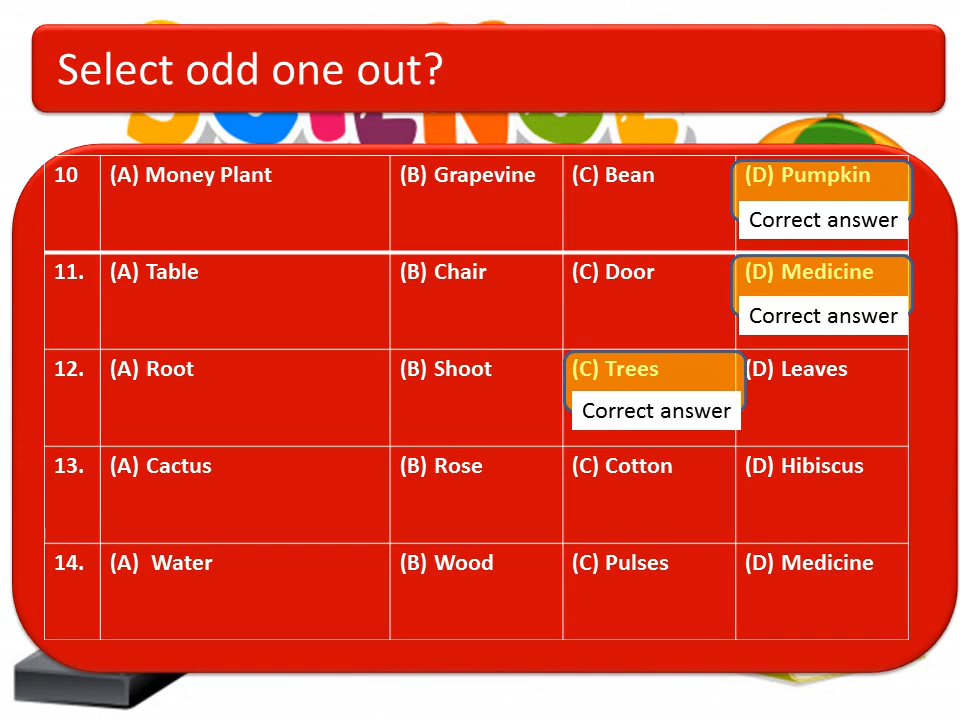 Select odd one out?
SCIENCE
10 (A) Money Plant (B) Grapevine (C) Bean (D) Pumpkin
Correct answer
11. (A) Table (B) Chair (C) Door (D) Medicine
Correct answer
12. (A) Root (B) Shoot (C) Trees (D) Leaves
Correct answer
13. (A) Cactus (B) Rose (C) Cotton (D) Hibiscus
14. (A) Water (B) Wood (C) Pulses (D) Medicine